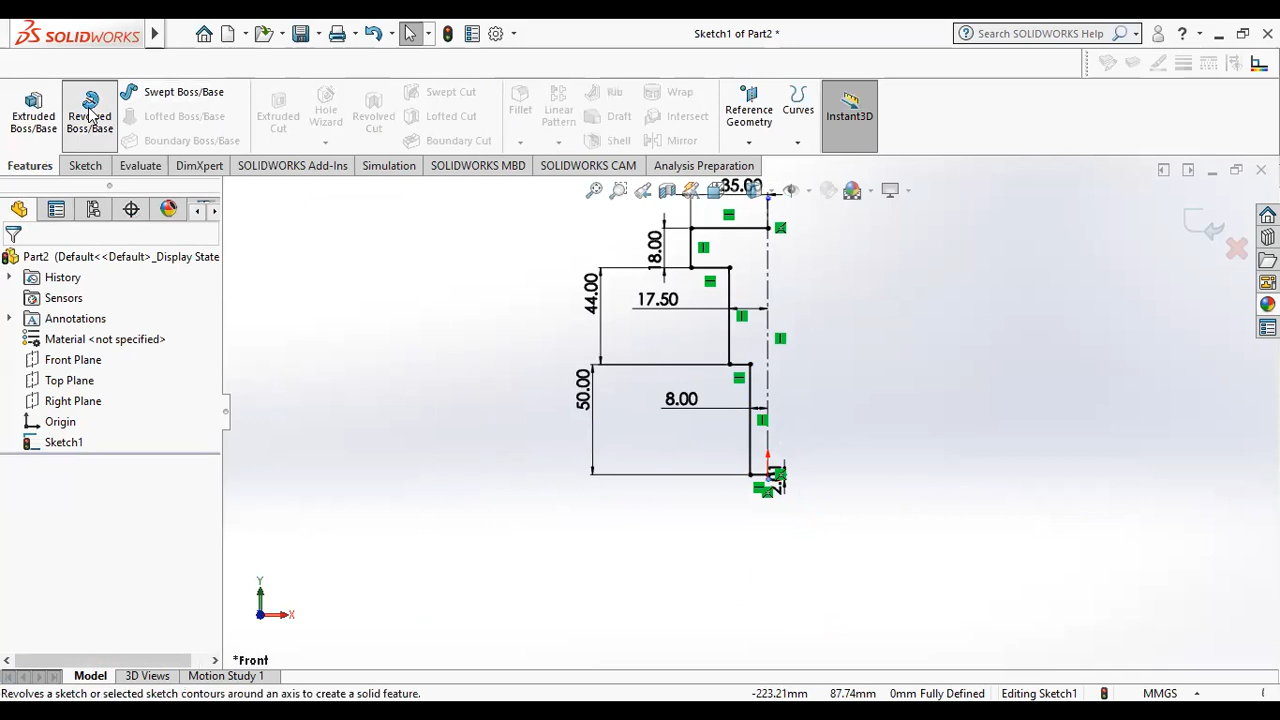 SOLIDWORKS
Sketch1 of Part2 *
Search SOLIDWORKS Help
Extruded Boss/Base
Revolved Boss/Base
Swept Boss/Base
Lofted Boss/Base
Boundary Boss/Base
Extruded Cut
Hole Wizard
Revolved Cut
Swept Cut
Lofted Cut
Boundary Cut
Fillet
Linear Pattern
Rib
Draft
Shell
Wrap
Intersect
Mirror
Reference Geometry
Curves
Instant3D
Features
Sketch
Evaluate
DimXpert
SOLIDWORKS Add-Ins
Simulation
SOLIDWORKS MBD
SOLIDWORKS CAM
Analysis Preparation
Part2 (Default<<Default>_Display State
History
Sensors
Annotations
Material <not specified>
Front Plane
Top Plane
Right Plane
Origin
Sketch1
35.00
18.00
44.00
17.50
50.00
8.00
Y
X
*Front
Model
3D Views
Motion Study 1
Revolves a sketch or selected sketch contours around an axis to create a solid feature.
-223.21mm
87.74mm
0mm Fully Defined
Editing Sketch1
MMGS